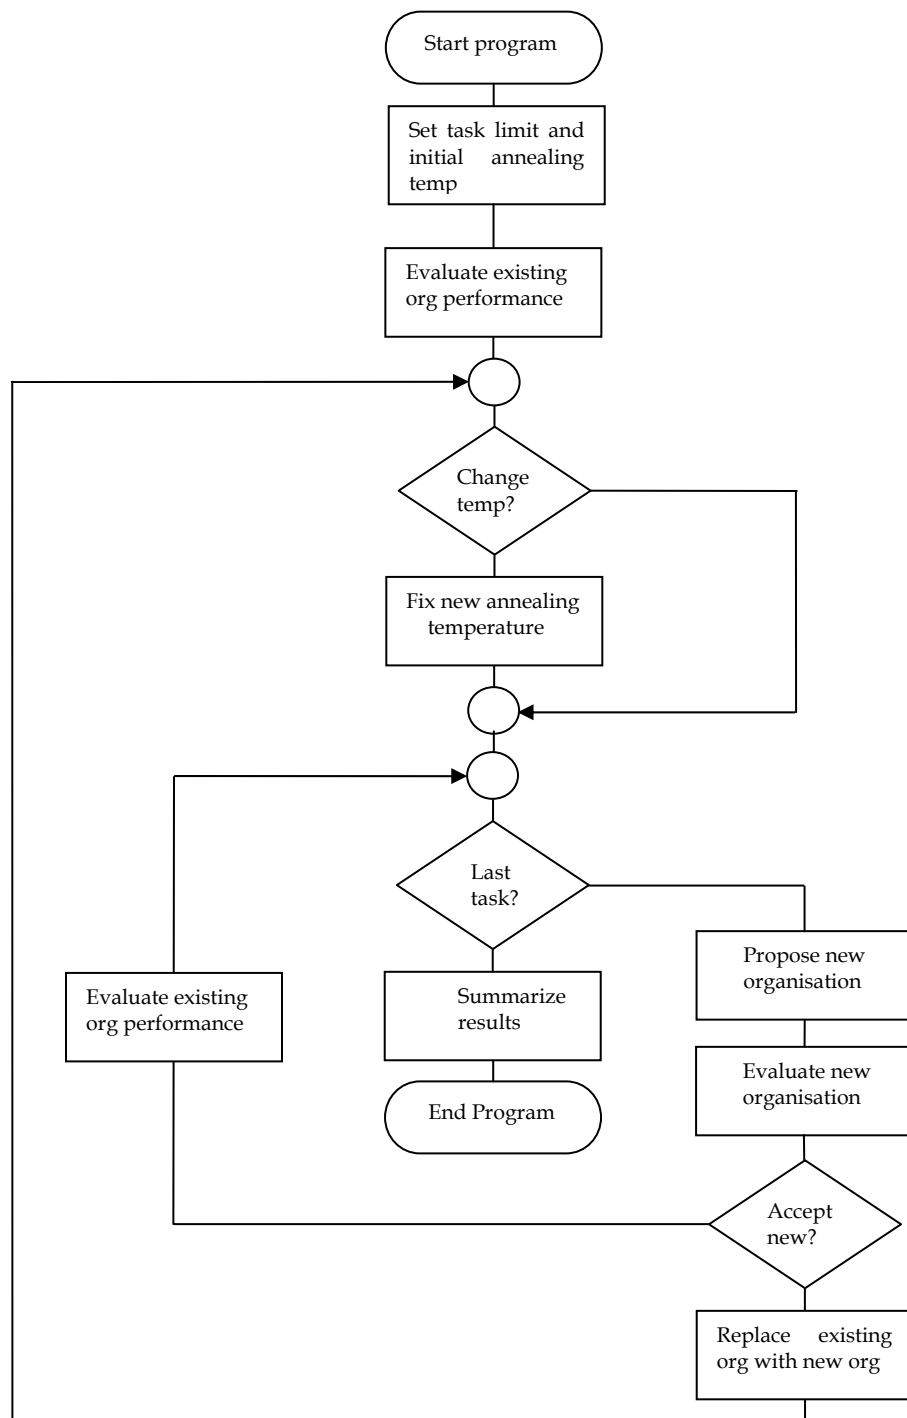 Start program
Set task limit and
initial annealing
temp
Evaluate existing
org performance
Change
temp?
Fix new annealing
temperature
Last
task?
Propose new
organisation
Evaluate existing
org performance
Summarize
results
Evaluate new
organisation
End Program
Accept
new?
Replace existing
org with new org